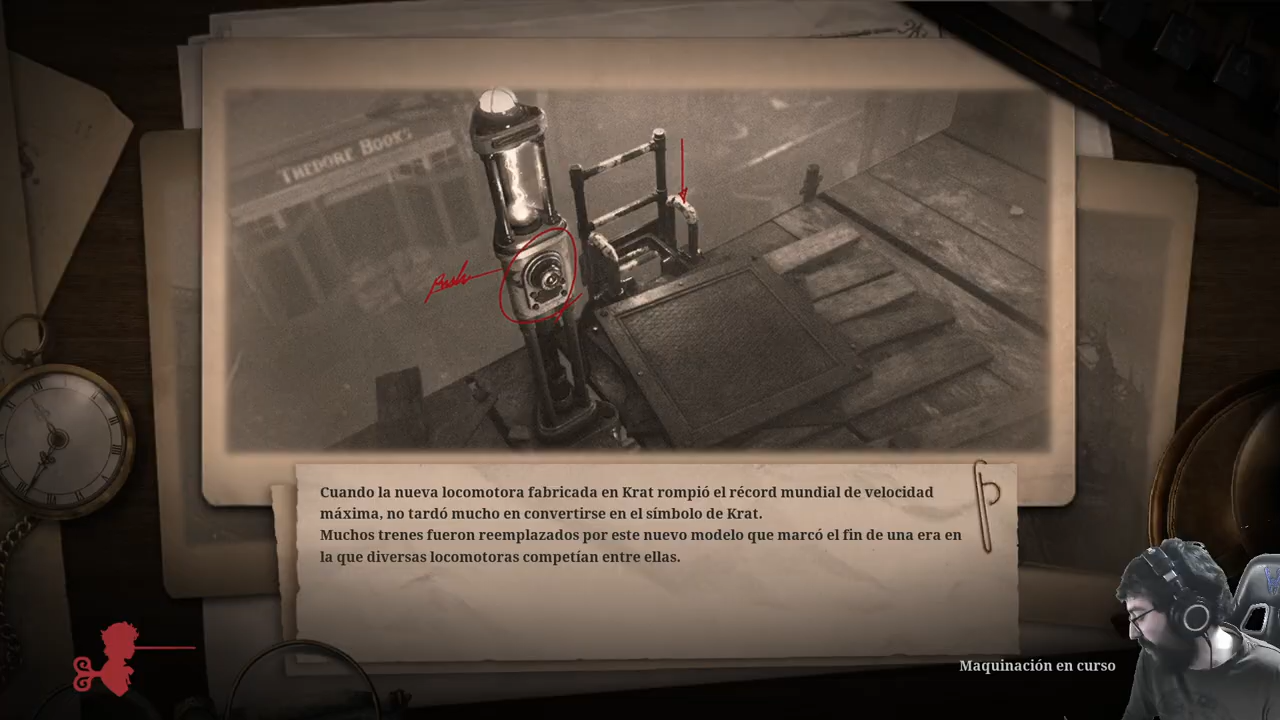 THEDORE BOOK's
Push
Cuando la nueva locomotora fabricada en Krat rompió el récord mundial de velocidad
máxima, no tardó mucho en convertirse en el símbolo de Krat.
Muchos trenes fueron reemplazados por este nuevo modelo que marcó el fin de una era en
la que diversas locomotoras competían entre ellas.
Maquinación en curso